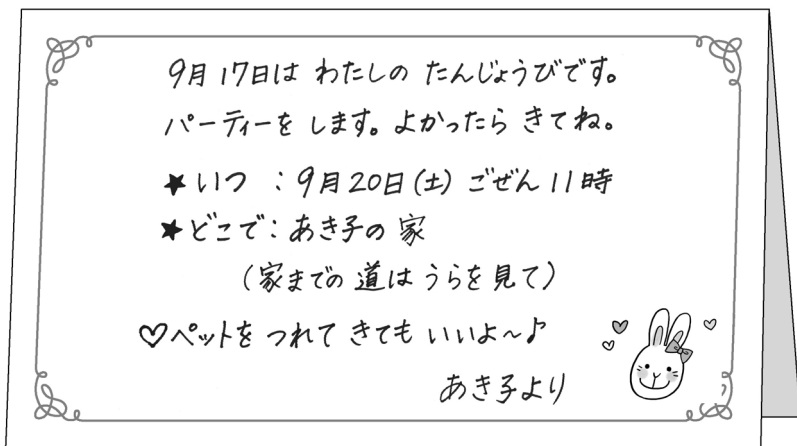 9月17日は わたしの たんじょうびです。
パーティーを します。よかったら きてね。
★いつ ：9月20日(土) ごぜん 11時
★どこで：あき子の 家
（家までの 道は うらを 見て）
♡ペットを つれて きても いいよ〜♪
あき子より